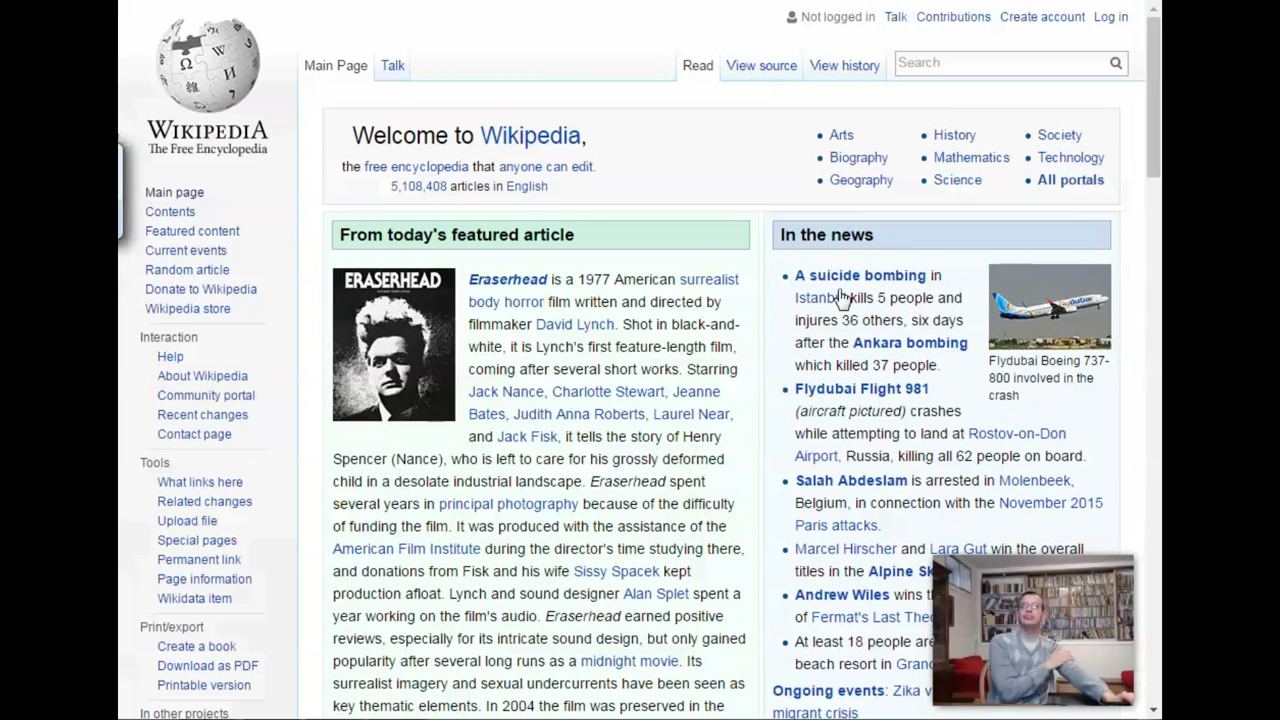 Not logged in Talk Contributions Create account Log in
Main Page Talk Read View source View history Search
WIKIPEDIA
The Free Encyclopedia
Main page
Contents
Featured content
Current events
Random article
Donate to Wikipedia
Wikipedia store
Interaction
Help
About Wikipedia
Community portal
Recent changes
Contact page
Tools
What links here
Related changes
Upload file
Special pages
Permanent link
Page information
Wikidata item
Print/export
Create a book
Download as PDF
Printable version
In other projects
Welcome to Wikipedia,
the free encyclopedia that anyone can edit.
5,108,408 articles in English
Arts
Biography
Geography
History
Mathematics
Science
Society
Technology
All portals
From today's featured article
ERASERHEAD
Eraserhead is a 1977 American surrealist
body horror film written and directed by
filmmaker David Lynch. Shot in black-and-
white, it is Lynch's first feature-length film,
coming after several short works. Starring
Jack Nance, Charlotte Stewart, Jeanne
Bates, Judith Anna Roberts, Laurel Near,
and Jack Fisk, it tells the story of Henry
Spencer (Nance), who is left to care for his grossly deformed
child in a desolate industrial landscape. Eraserhead spent
several years in principal photography because of the difficulty
of funding the film. It was produced with the assistance of the
American Film Institute during the director's time studying there,
and donations from Fisk and his wife Sissy Spacek kept
production afloat. Lynch and sound designer Alan Splet spent a
year working on the film's audio. Eraserhead earned positive
reviews, especially for its intricate sound design, but only gained
popularity after several long runs as a midnight movie. Its
surrealist imagery and sexual undercurrents have been seen as
key thematic elements. In 2004 the film was preserved in the
In the news
A suicide bombing in
kills 5 people and
injures 36 others, six days
after the Ankara bombing
which killed 37 people.
Flydubai Boeing 737-
800 involved in the
crash
Flydubai Flight 981
(aircraft pictured) crashes
while attempting to land at Rostov-on-Don
Airport, Russia, killing all 62 people on board.
Salah Abdeslam is arrested in Molenbeek,
Belgium, in connection with the November 2015
Paris attacks.
Marcel Hirscher and Lara Gut win the overall
titles in the Alpine
Andrew Wiles wins
of Fermat's Last
At least 18 people are
beach resort in
Ongoing events: Zika
migrant crisis